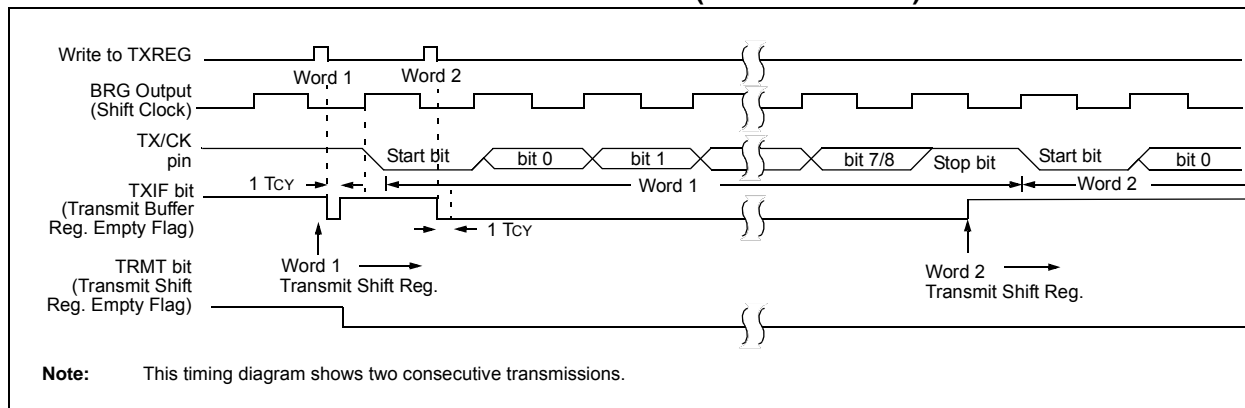 Write to TXREG
Word 1
Word 2
BRG Output
(Shift Clock)
TX/CK
pin
Start bit
bit 0
bit 1
bit 7/8
Stop bit
Start bit
bit 0
1 TCY
Word 1
Word 2
TXIF bit
(Transmit Buffer
Reg. Empty Flag)
1 TCY
Word 1
Transmit Shift Reg.
Word 2
Transmit Shift Reg.
TRMT bit
(Transmit Shift
Reg. Empty Flag)
Note: This timing diagram shows two consecutive transmissions.